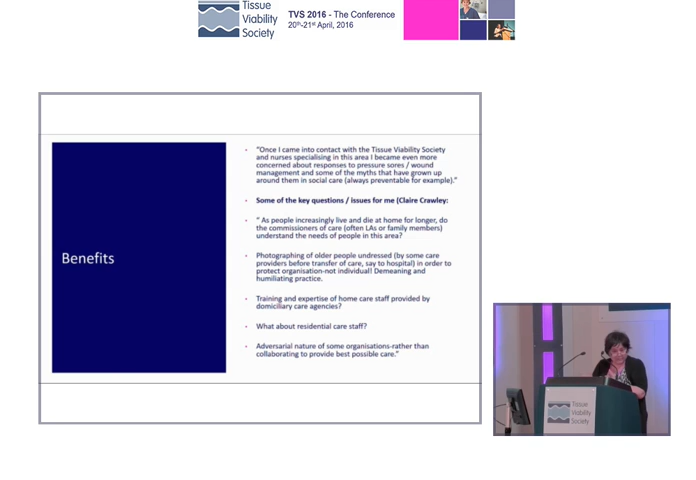 Tissue
Viability
Society
TVS 2016 - The Conference
20th-21st April, 2016
Benefits
• "Once I came into contact with the Tissue Viability Society
and nurses specialising in this area I became even more
concerned about responses to pressure sores / wound
management and some of the myths that have grown up
around them in social care (always preventable for example)."
• Some of the key questions / issues for me (Claire Crawley:
• " As people increasingly live and die at home for longer, do
the commissioners of care (often LAs or family members)
understand the needs of people in this area?
• Photographing of older people undressed (by some care
providers before transfer of care, say to hospital) in order to
protect organisation-not individual! Demeaning and
humiliating practice.
• Training and expertise of home care staff provided by
domiciliary care agencies?
• What about residential care staff?
• Adversarial nature of some organisations-rather than
collaborating to provide best possible care."
Tissue
Viability
Society